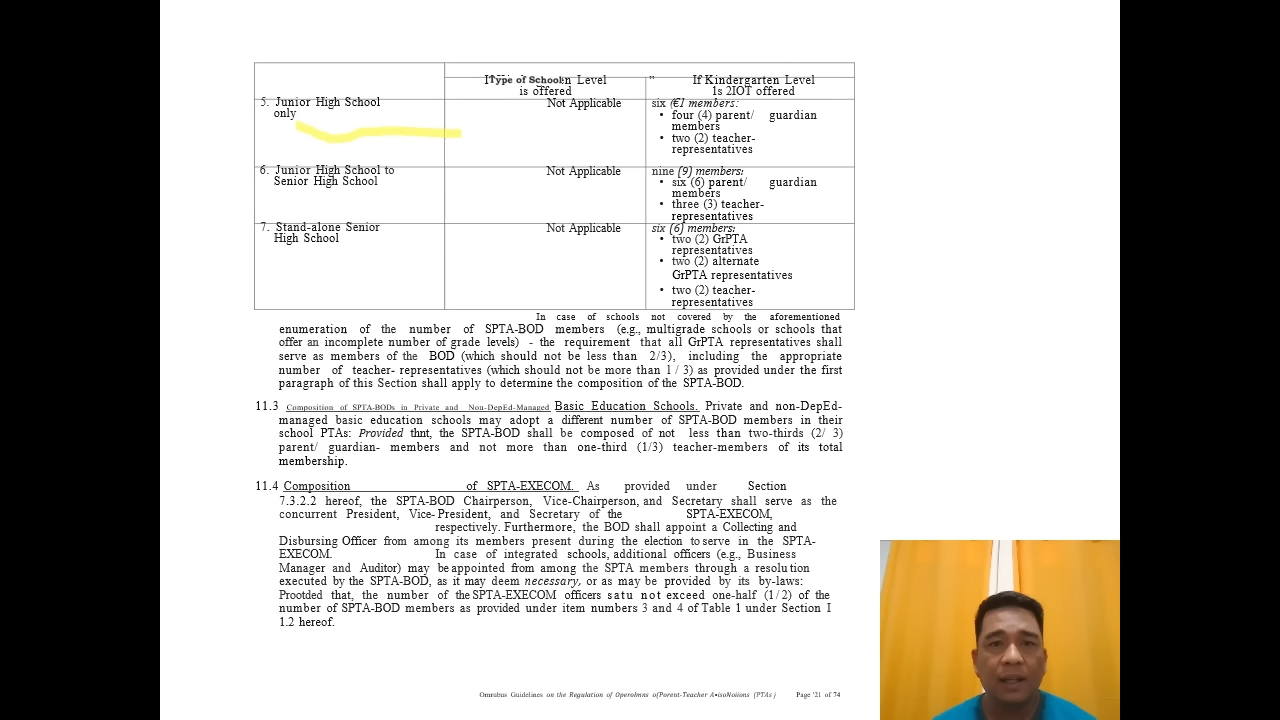 Type of School
n Level
is offered
" If Kindergarten Level
1s 2IOT offered
5. Junior High School
only
Not Applicable
six (€1 members:
• four (4) parent/ guardian
members
• two (2) teacher-
representatives
6. Junior High School to
Senior High School
Not Applicable
nine (9) members:
• six (6) parent/ guardian
members
• three (3) teacher-
representatives
7. Stand-alone Senior
High School
Not Applicable
six (6] members:
• two (2) GrPTA
representatives
• two (2) alternate
GrPTA representatives
• two (2) teacher-
representatives
In case of schools not covered by the aforementioned
enumeration of the number of SPTA-BOD members (e.g., multigrade schools or schools that
offer an incomplete number of grade levels) - the requirement that all GrPTA representatives shall
serve as members of the BOD (which should not be less than 2/3), including the appropriate
number of teacher- representatives (which should not be more than 1 / 3) as provided under the first
paragraph of this Section shall apply to determine the composition of the SPTA-BOD.
11.3 Composition of SPTA-BODs in Private and Non-DepEd-Managed Basic Education Schools. Private and non-DepEd-
managed basic education schools may adopt a different number of SPTA-BOD members in their
school PTAs: Provided thnt, the SPTA-BOD shall be composed of not less than two-thirds (2/ 3)
parent/ guardian- members and not more than one-third (1/3) teacher-members of its total
membership.
11.4 Composition of SPTA-EXECOM. As provided under Section
7.3.2.2 hereof, the SPTA-BOD Chairperson, Vice-Chairperson, and Secretary shall serve as the
concurrent President, Vice- President, and Secretary of the SPTA-EXECOM,
respectively. Furthermore, the BOD shall appoint a Collecting and
Disbursing Officer from among its members present during the election to serve in the SPTA-
EXECOM. In case of integrated schools, additional officers (e.g., Business
Manager and Auditor) may be appointed from among the SPTA members through a resolution
executed by the SPTA-BOD, as it may deem necessary, or as may be provided by its by-laws:
Prootded that, the number of the SPTA-EXECOM officers satu not exceed one-half (1/2) of the
number of SPTA-BOD members as provided under item numbers 3 and 4 of Table 1 under Section I
1.2 hereof.
Omrubus Guidelines on the Regulation of Operolmns ofParent-Teacher A•isoNoiions (PTAs j Page '21 of 74